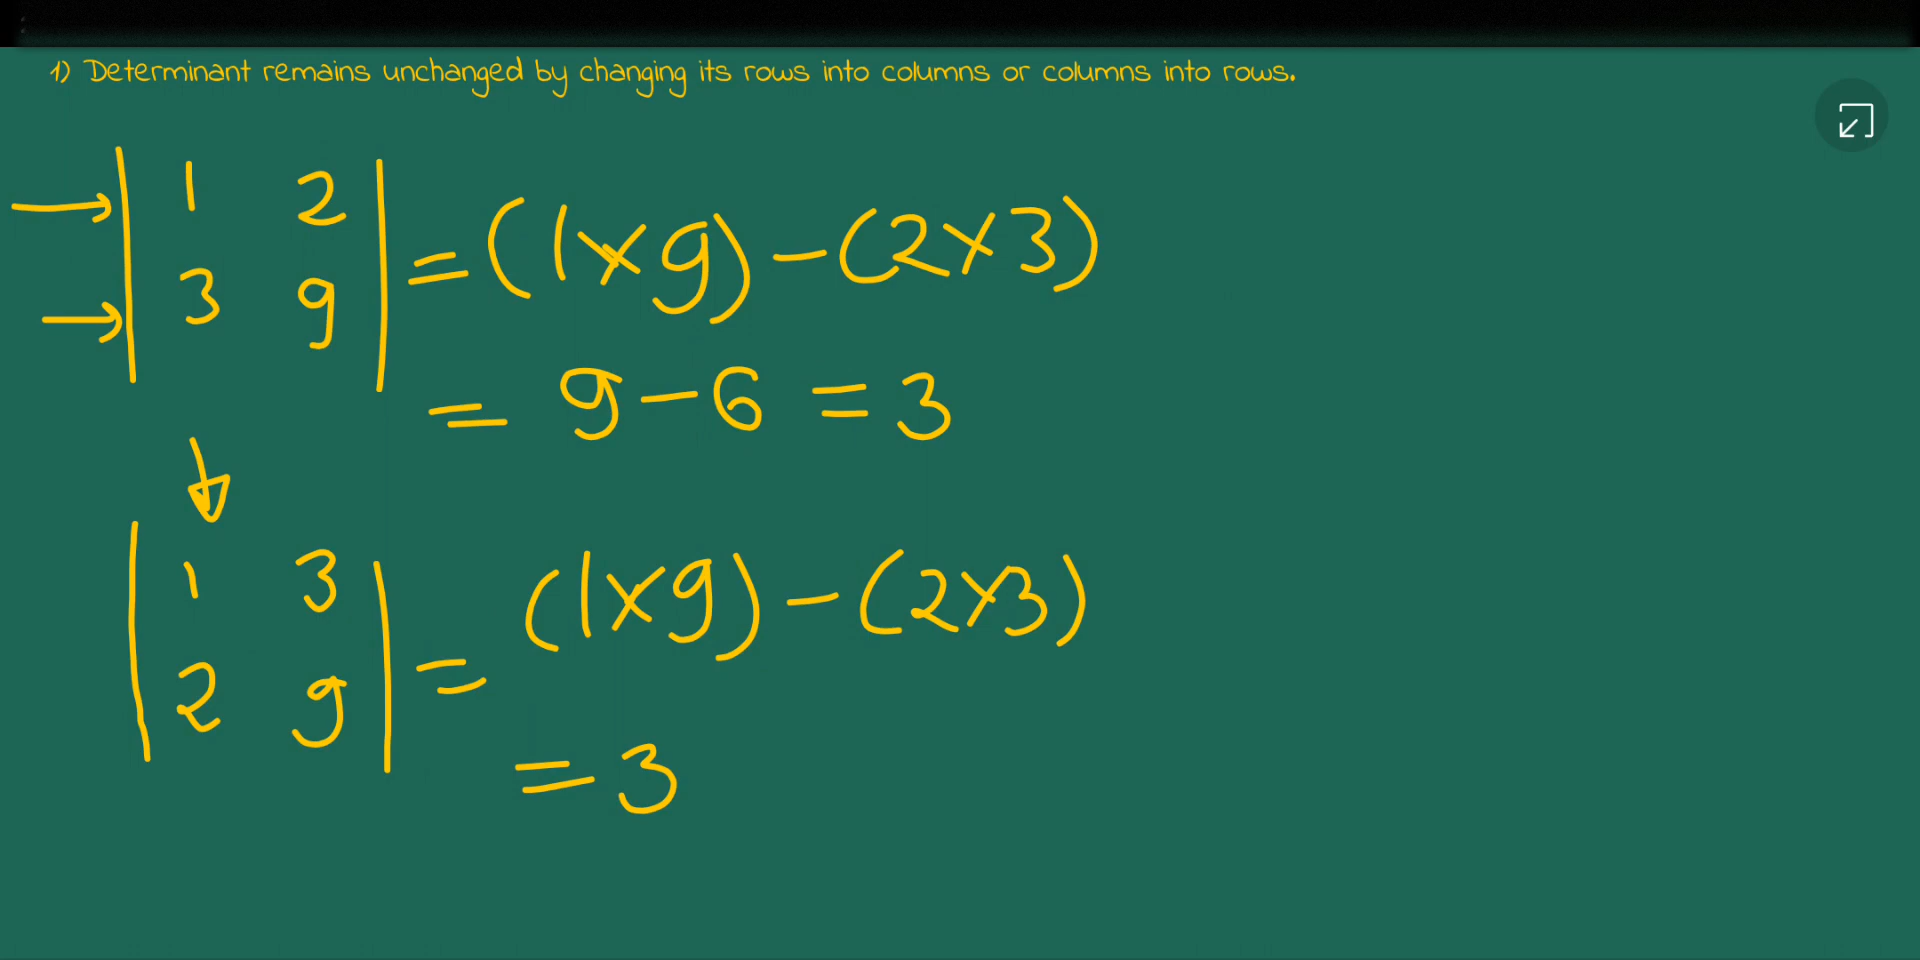 1) Determinant remains unchanged by changing its rows into columns or columns into rows.
→ | 1 2 |
→ | 3 9 | = (1×9) - (2×3)
= 9 - 6 = 3
↓
| 1 3 |
| 2 9 | = (1×9) - (2×3)
= 3